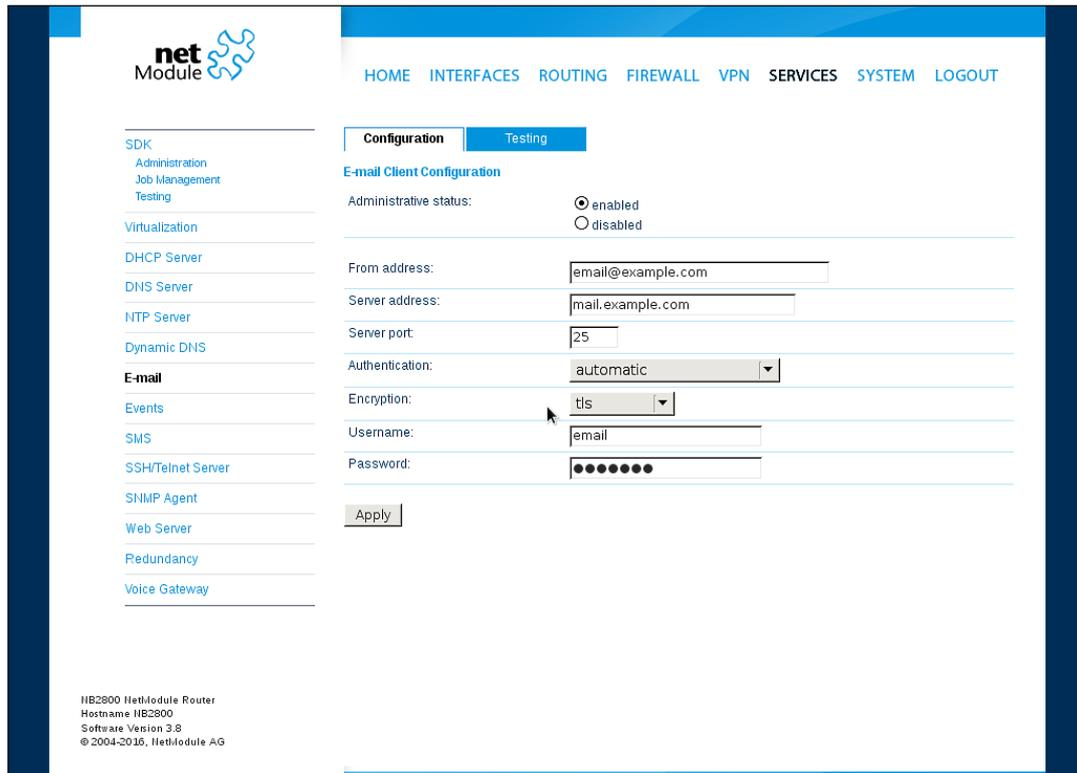 net
Module
HOME INTERFACES ROUTING FIREWALL VPN SERVICES SYSTEM LOGOUT
SDK
Administration
Job Management
Testing
Virtualization
DHCP Server
DNS Server
NTP Server
Dynamic DNS
E-mail
Events
SMS
SSH/Telnet Server
SNMP Agent
Web Server
Redundancy
Voice Gateway
Configuration Testing
E-mail Client Configuration
Administrative status: enabled
disabled
From address: email@example.com
Server address: mail.example.com
Server port: 25
Authentication: automatic
Encryption: tls
Username: email
Password: ●●●●●●●
Apply
NB2800 NetModule Router
Hostname NB2800
Software Version 3.8
© 2004-2016, NetModule AG